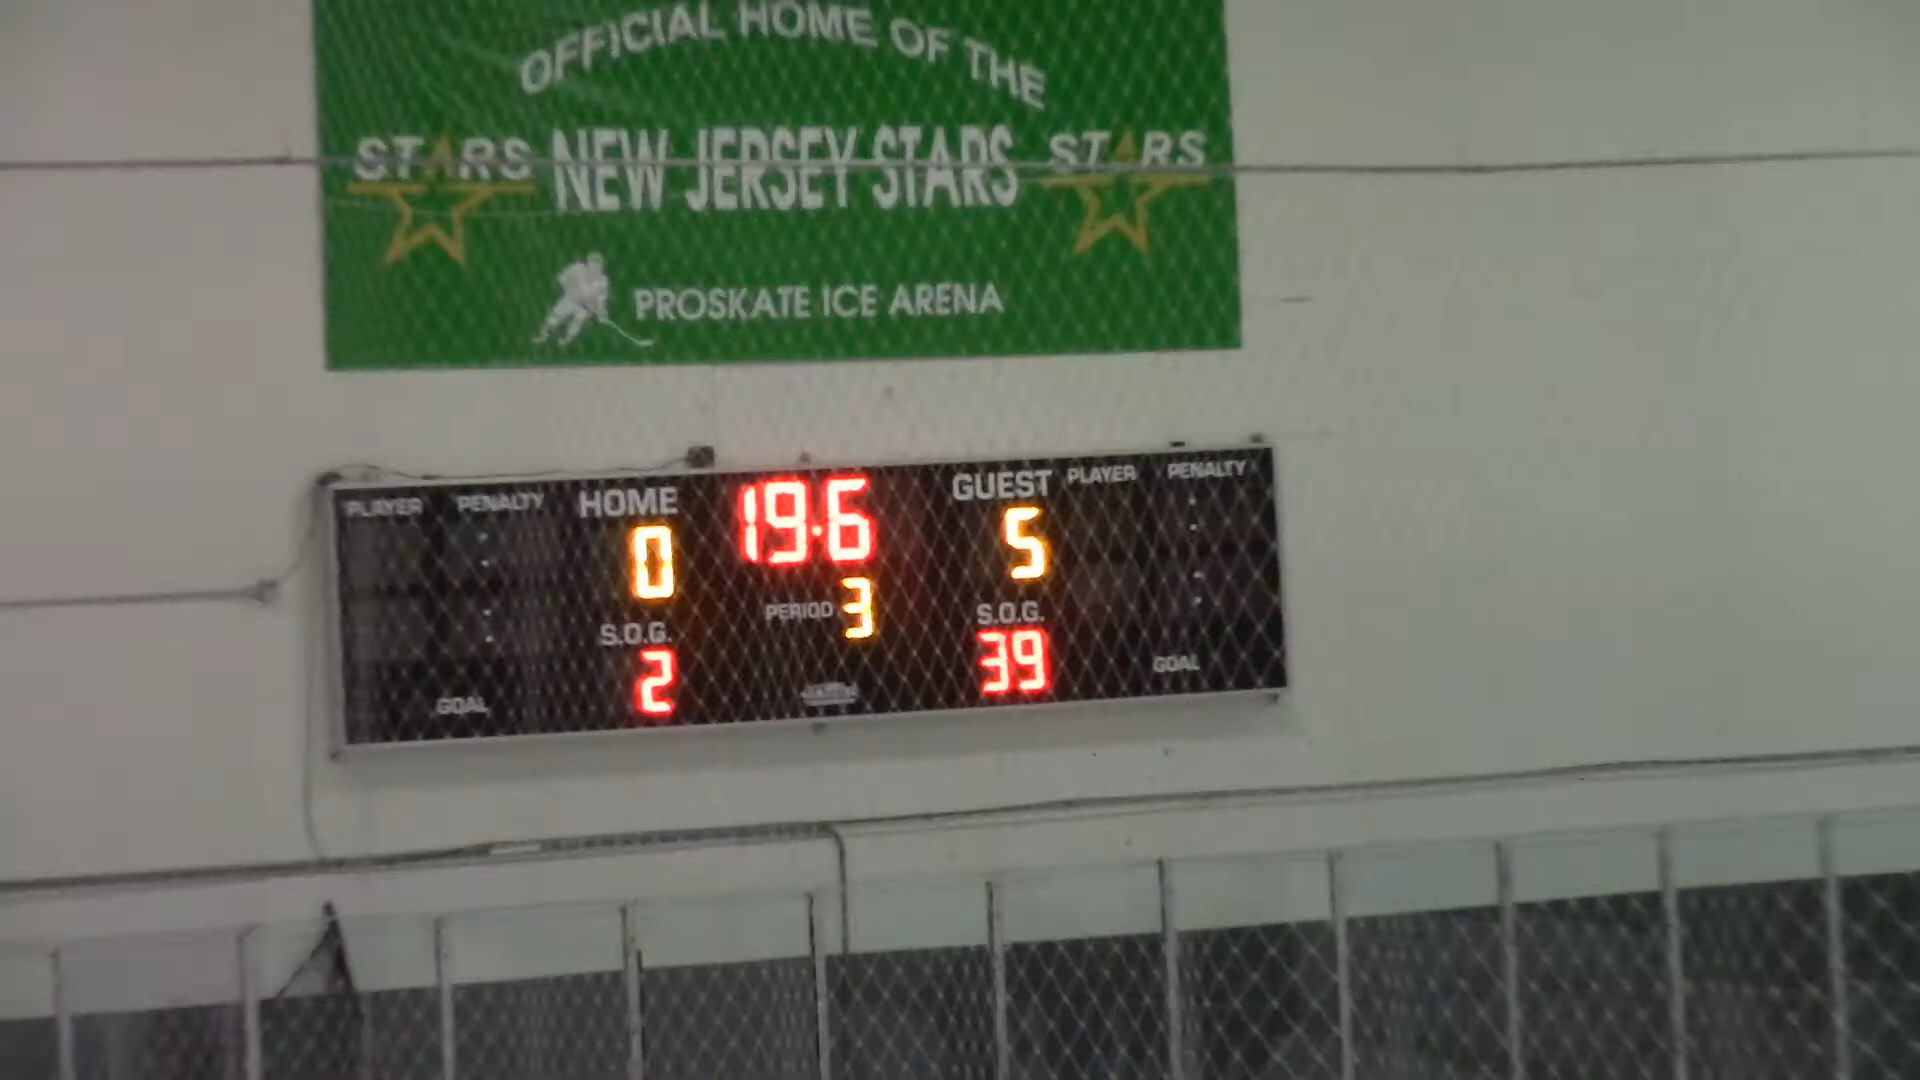 OFFICIAL HOME OF THE
STARS NEW JERSEY STARS STARS
PROSKATE ICE ARENA
PLAYER PENALTY HOME 19.6 GUEST PLAYER PENALTY
0 5
PERIOD 3
S.O.G. S.O.G.
2 39
GOAL GOAL